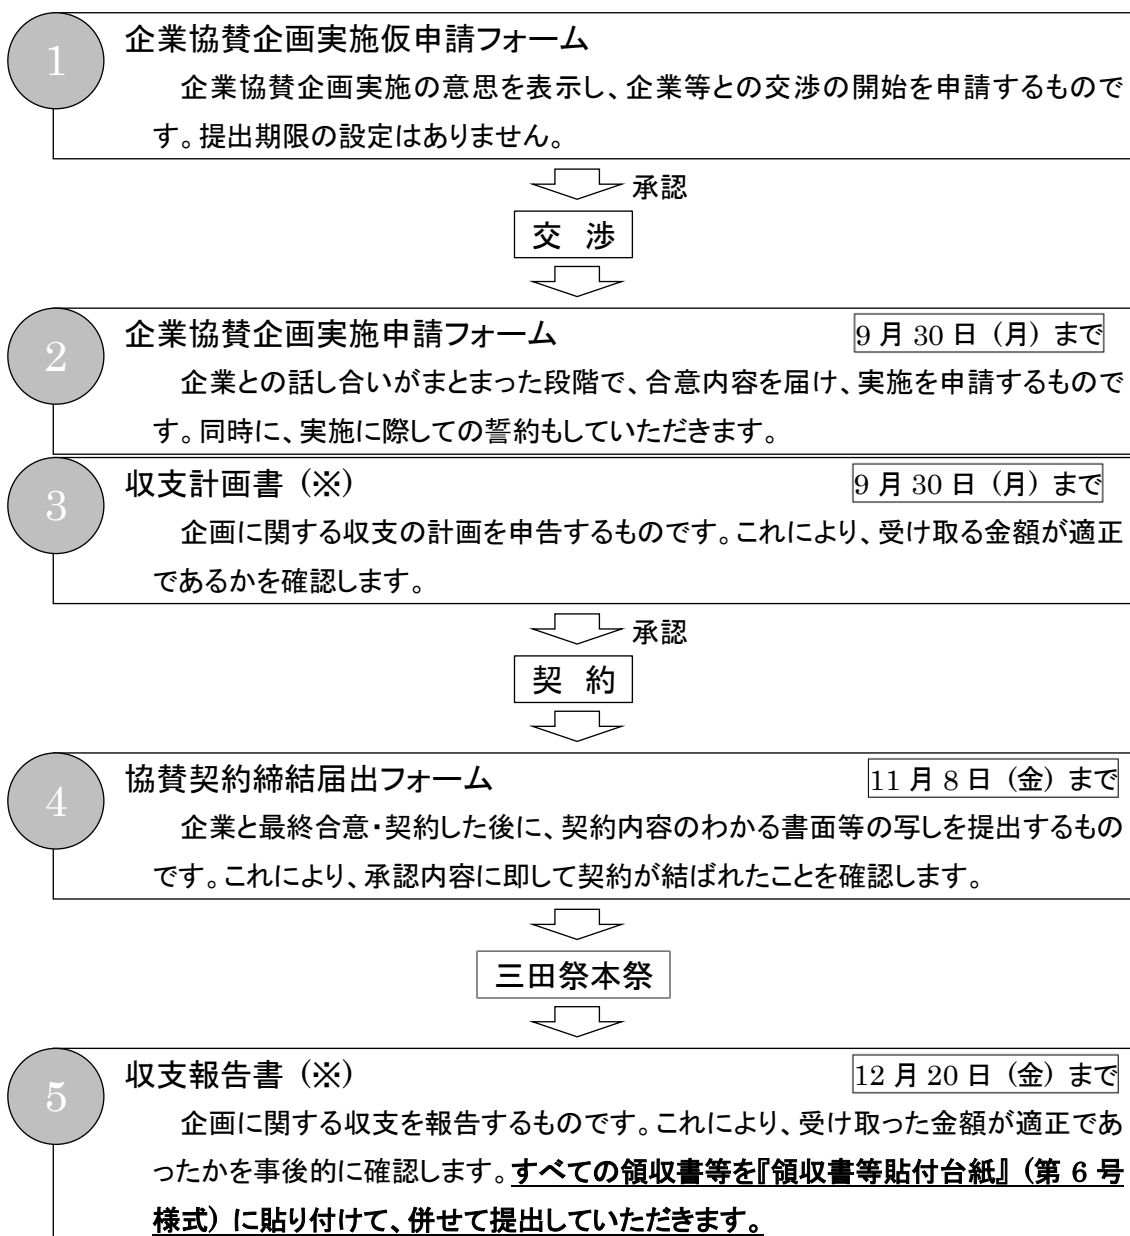 1
企業協賛企画実施仮申請フォーム
企業協賛企画実施の意思を表示し、企業等との交渉の開始を申請するもので
す。提出期限の設定はありません。
承認
交 渉
2
企業協賛企画実施申請フォーム
9 月 30 日（月）まで
企業との話し合いがまとまった段階で、合意内容を届け、実施を申請するもので
す。同時に、実施に際しての誓約もしていただきます。
3
収支計画書（※）
9 月 30 日（月）まで
企画に関する収支の計画を申告するものです。これにより、受け取る金額が適正
であるかを確認します。
承認
契 約
4
協賛契約締結届出フォーム
11 月 8 日（金）まで
企業と最終合意・契約した後に、契約内容のわかる書面等の写しを提出するもの
です。これにより、承認内容に即して契約が結ばれたことを確認します。
三田祭本祭
5
収支報告書（※）
12 月 20 日（金）まで
企画に関する収支を報告するものです。これにより、受け取った金額が適正であ
ったかを事後的に確認します。すべての領収書等を『領収書等貼付台紙』（第 6 号
様式）に貼り付けて、併せて提出していただきます。